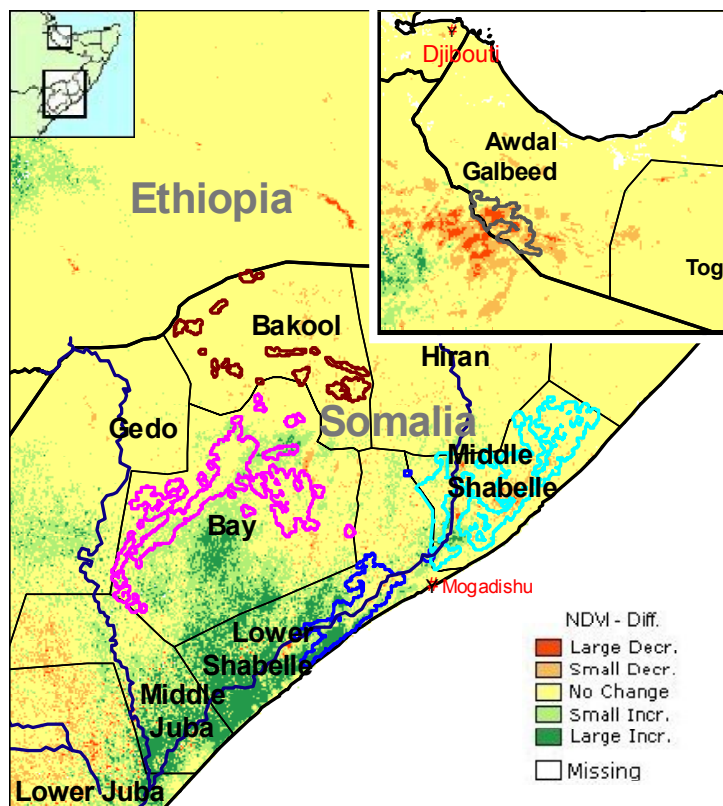 Djibouti
Awdal
Galbeed
Tog
Ethiopia
Bakool
Hiran
Gedo
Somalia
Middle
Shabelle
Bay
Mogadishu
Lower
Shabelle
Middle
Juba
Lower Juba
NDVI - Diff.
Large Decr.
Small Decr.
No Change
Small Incr.
Large Incr.
Missing